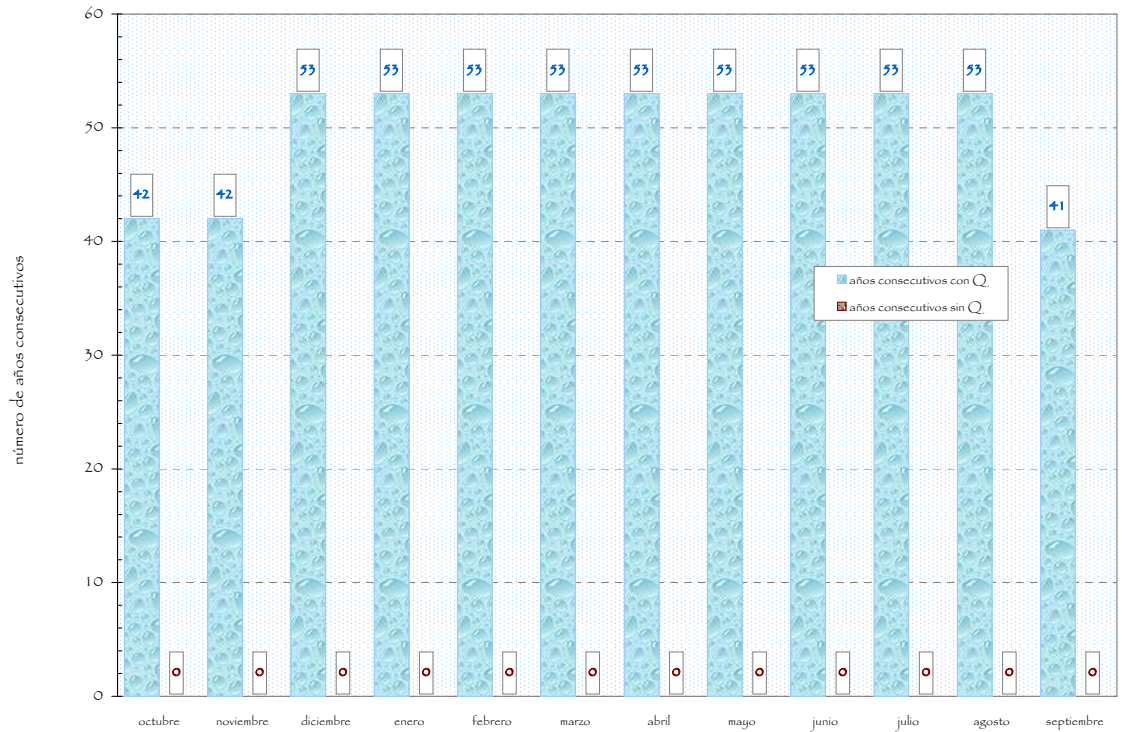 número de años consecutivos
60
50
40
30
20
10
0
42
42
53
53
53
53
53
53
53
53
53
41
años consecutivos con Q
años consecutivos sin Q
0
0
0
0
0
0
0
0
0
0
0
0
octubre
noviembre
diciembre
enero
febrero
marzo
abril
mayo
junio
julio
agosto
septiembre